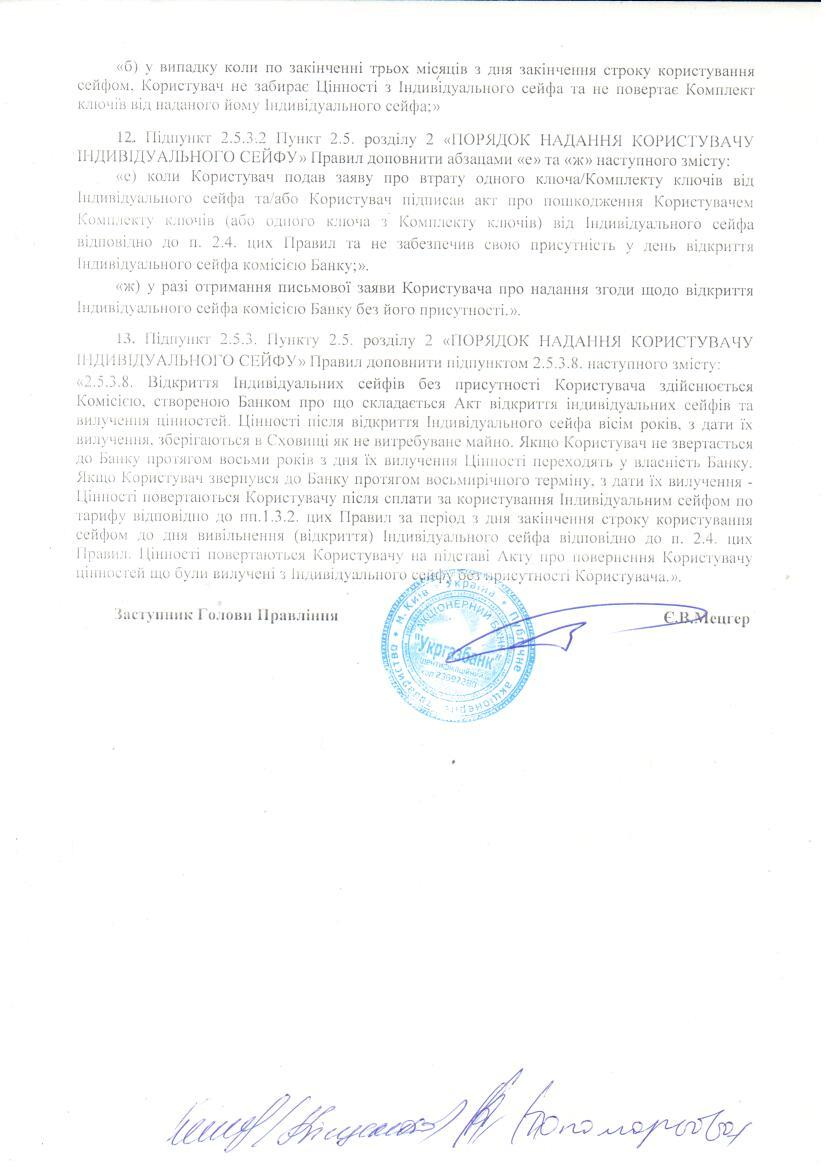 «б) у випадку коли по закінченні трьох місяців з дня закінчення строку користування
сейфом, Користувач не забирає Цінності з Індивідуального сейфа та не повертає Комплект
ключів від наданого йому Індивідуального сейфа;»
12. Підпункт 2.5.3.2 Пункт 2.5. розділу 2 «ПОРЯДОК НАДАННЯ КОРИСТУВАЧУ
ІНДИВІДУАЛЬНОГО СЕЙФУ» Правил доповнити абзацами «е» та «ж» наступного змісту:
«е) коли Користувач подав заяву про втрату одного ключа/Комплекту ключів від
Індивідуального сейфа та/або Користувач підписав акт про пошкодження Користувачем
Комплекту ключів (або одного ключа з Комплекту ключів) від Індивідуального сейфа
відповідно до п. 2.4. цих Правил та не забезпечив свою присутність у день відкриття
Індивідуального сейфа комісією Банку;».
«ж) у разі отримання письмової заяви Користувача про надання згоди щодо відкриття
Індивідуального сейфа комісією Банку без його присутності.».
13. Підпункт 2.5.3. Пункту 2.5. розділу 2 «ПОРЯДОК НАДАННЯ КОРИСТУВАЧУ
ІНДИВІДУАЛЬНОГО СЕЙФУ» Правил доповнити підпунктом 2.5.3.8. наступного змісту:
«2.5.3.8. Відкриття Індивідуальних сейфів без присутності Користувача здійснюється
Комісією, створеною Банком про що складається Акт відкриття індивідуальних сейфів та
вилучення цінностей. Цінності після відкриття Індивідуального сейфа вісім років, з дати їх
вилучення, зберігаються в Сховищі як не витребуване майно. Якщо Користувач не звертається
до Банку протягом восьми років з дня їх вилучення Цінності переходять у власність Банку.
Якщо Користувач звернувся до Банку протягом восьмирічного терміну, з дати їх вилучення -
Цінності повертаються Користувачу після сплати за користування Індивідуальним сейфом по
тарифу відповідно до пп.1.3.2. цих Правил за період з дня закінчення строку користування
сейфом до дня вивільнення (відкриття) Індивідуального сейфа відповідно до п. 2.4. цих
Правил. Цінності повертаються Користувачу на підставі Акту про повернення Користувачу
цінностей що були вилучені з Індивідуального сейфу без присутності Користувача.».
Заступник Голови Правління Є.В.Мецгер
м.Київ • Україна • Публічне акціонерне товариство
АКЦІОНЕРНИЙ БАНК
"Укргазбанк"
Ідентифікаційний
код 23697280
Пономарьова